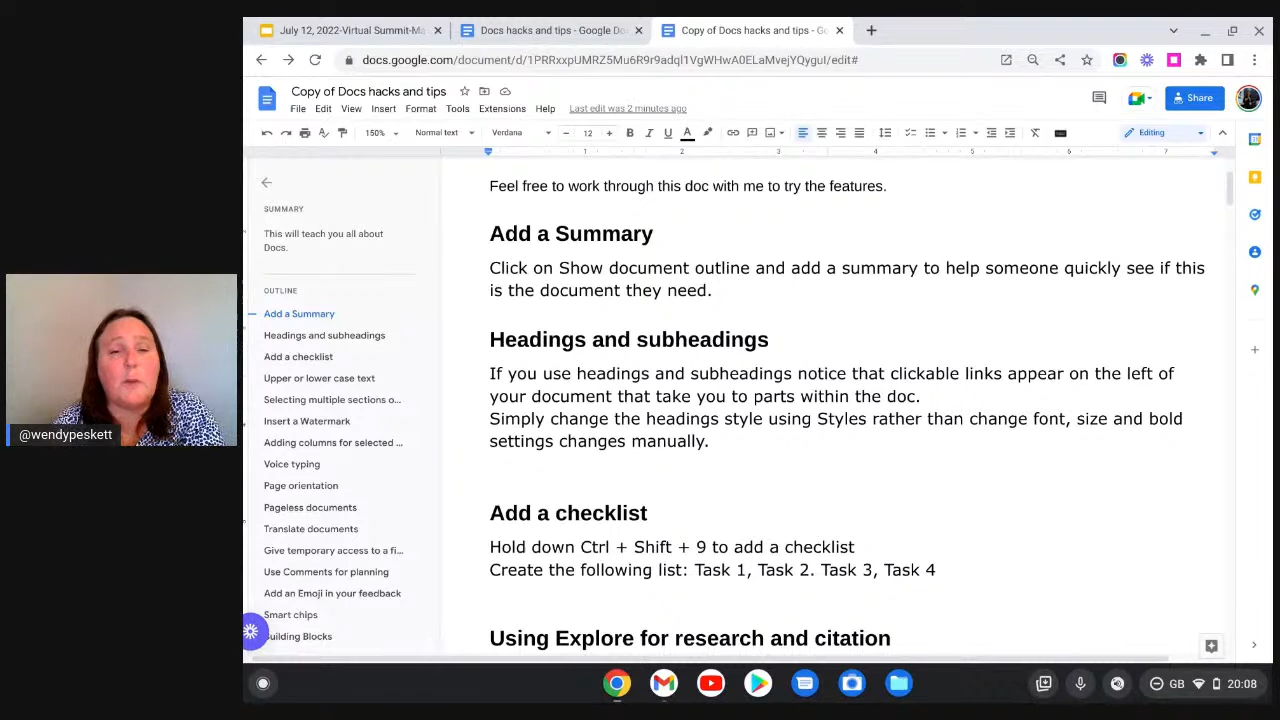 July 12, 2022-Virtual Summit-Ma
Docs hacks and tips - Google Do
Copy of Docs hacks and tips - Go
docs.google.com/document/d/1PRRxxpUMRZ5Mu6R9r9adql1VgWHwA0ELaMvejYQyguI/edit#
Copy of Docs hacks and tips
File Edit View Insert Format Tools Extensions Help Last edit was 2 minutes ago
Share
150% Normal text Verdana 12 Editing
1 2 3 4 5 6 7
SUMMARY
This will teach you all about
Docs.
OUTLINE
Add a Summary
Headings and subheadings
Add a checklist
Upper or lower case text
Selecting multiple sections o...
Insert a Watermark
Adding columns for selected ...
Voice typing
Page orientation
Pageless documents
Translate documents
Give temporary access to a fi...
Use Comments for planning
Add an Emoji in your feedback
Smart chips
Building Blocks
Feel free to work through this doc with me to try the features.
Add a Summary
Click on Show document outline and add a summary to help someone quickly see if this
is the document they need.
Headings and subheadings
If you use headings and subheadings notice that clickable links appear on the left of
your document that take you to parts within the doc.
Simply change the headings style using Styles rather than change font, size and bold
settings changes manually.
Add a checklist
Hold down Ctrl + Shift + 9 to add a checklist
Create the following list: Task 1, Task 2. Task 3, Task 4
Using Explore for research and citation
@wendypeskett
GB 20:08